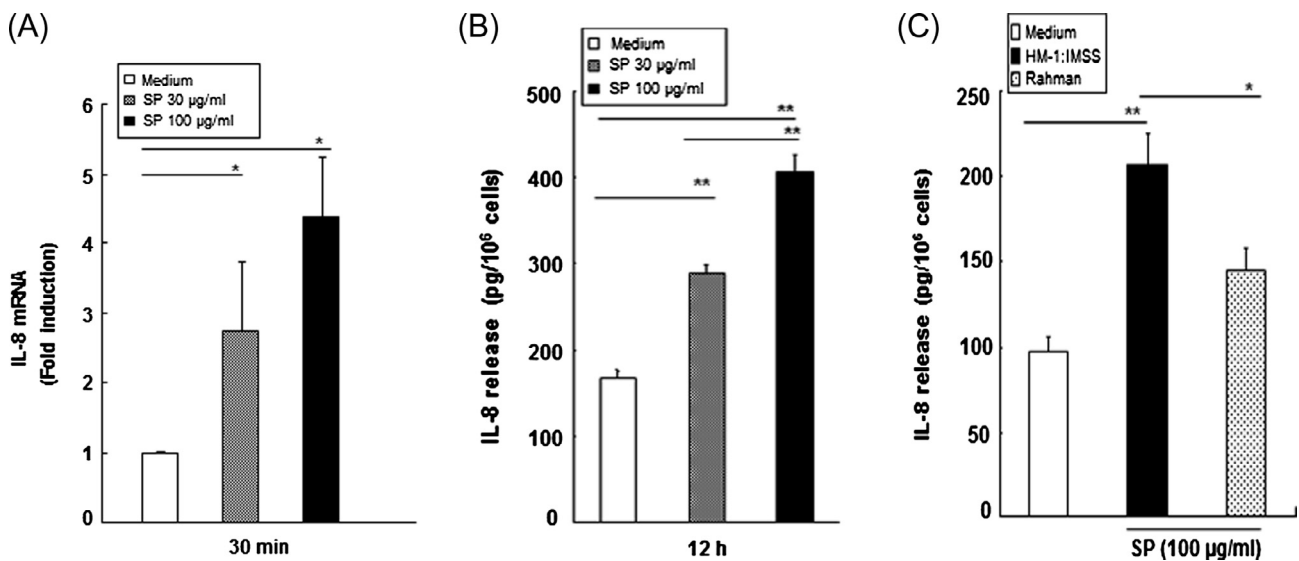 (A)
Medium
SP 30 µg/ml
SP 100 µg/ml
IL-8 mRNA
(Fold Induction)
6
5
4
3
2
1
0
*
*
30 min
(B)
Medium
SP 30 µg/ml
SP 100 µg/ml
IL-8 release (pg/10⁶ cells)
500
400
300
200
100
0
**
**
**
12 h
(C)
Medium
HM-1:IMSS
Rahman
IL-8 release (pg/10⁶ cells)
250
200
150
100
50
0
**
*
SP (100 µg/ml)